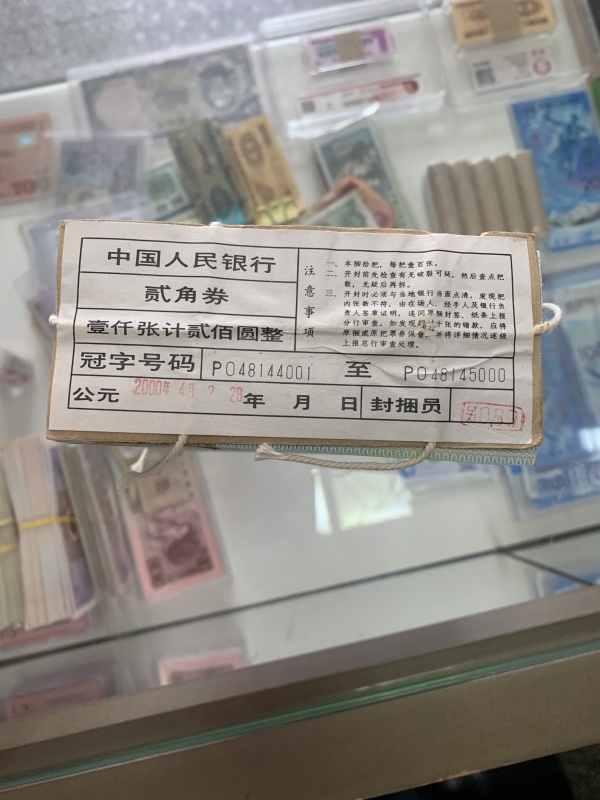 中国人民银行
贰角券
壹仟张计贰佰圆整
注意事项
一、本捆拾把,每把壹百张。
二、开封前先检查有无破裂可疑,然后查点把
数,无疑后再拆。
三、开封时必须与当地银行当面点清,发现把
内张数不符,由在场人、经手人及银行负
责人签章证明,连同原捆封签、纸条上报
分行审查。如发现 十张的错款,应将
原捆或原把票券保管,并将详细情况逐级
上报总行审查处理。
冠字号码 PO48144001 至 PO48145000
公元 2000年 年 月 日 封捆员